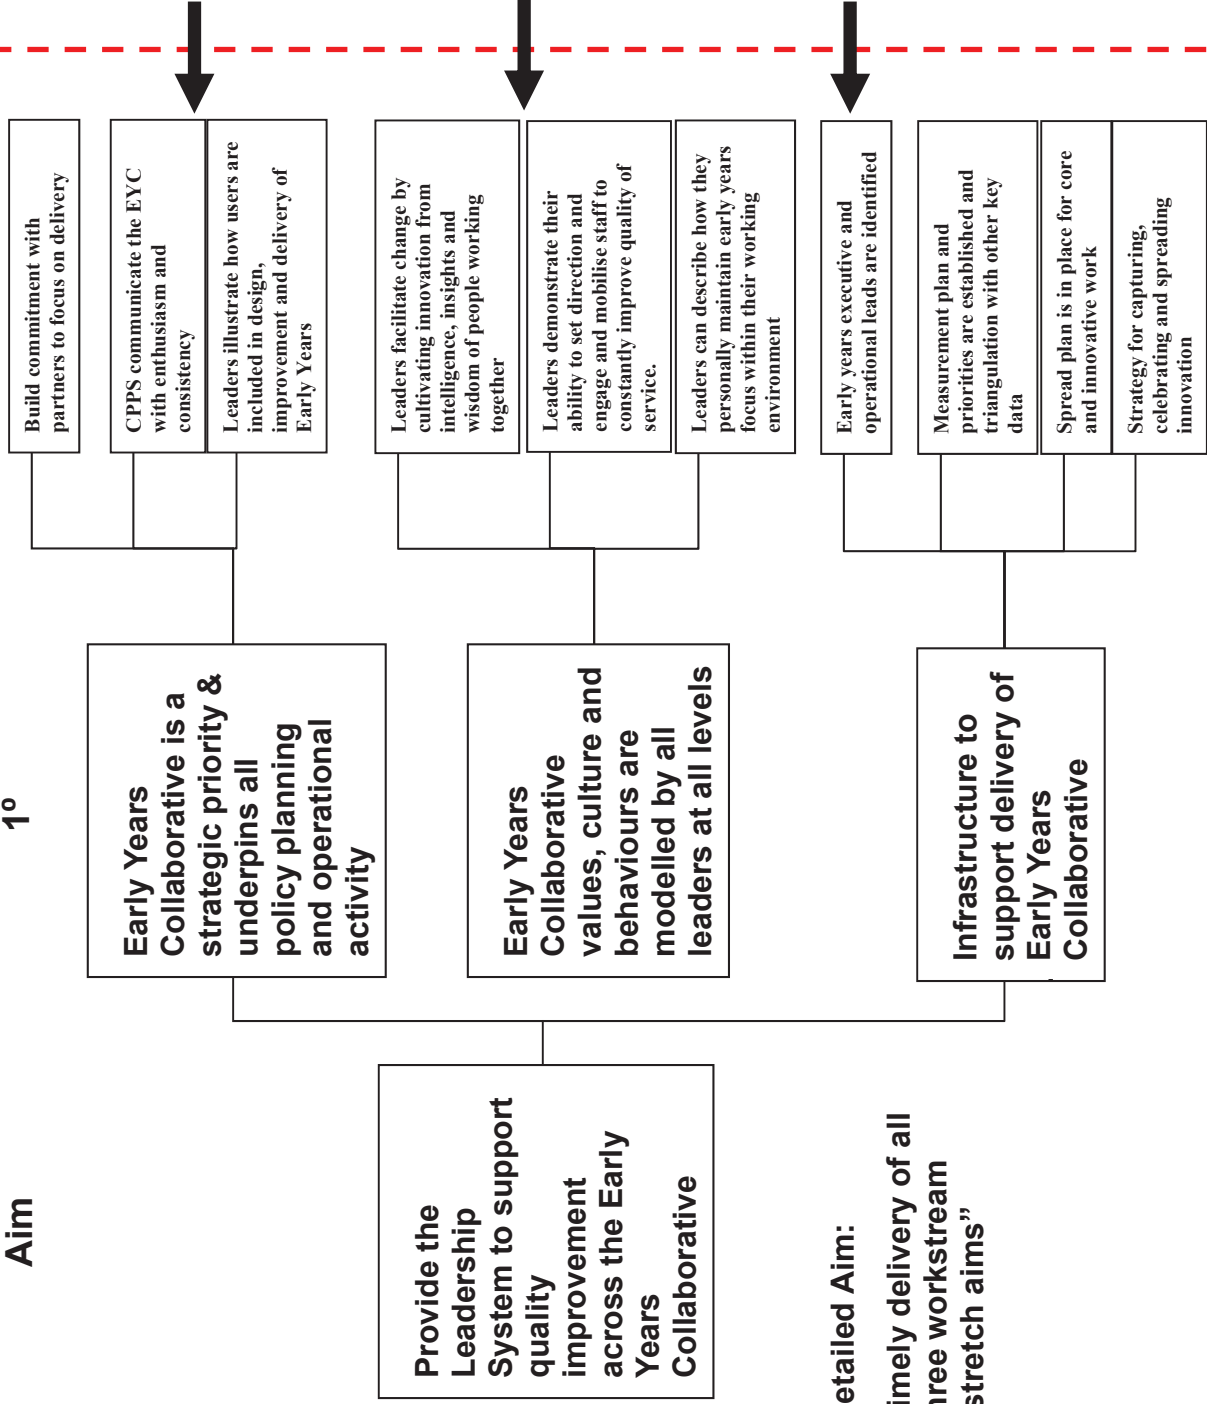 Aim
1º
Provide the
Leadership
System to support
quality
improvement
across the Early
Years
Collaborative
etailed Aim:
imely delivery of all
hree workstream
stretch aims”
Early Years
Collaborative is a
strategic priority &
underpins all
policy planning
and operational
activity
Early Years
Collaborative
values, culture and
behaviours are
modelled by all
leaders at all levels
Infrastructure to
support delivery of
Early Years
Collaborative
Build commitment with
partners to focus on delivery
CPPS communicate the EYC
with enthusiasm and
consistency
Leaders illustrate how users are
included in design,
improvement and delivery of
Early Years
Leaders facilitate change by
cultivating innovation from
intelligence, insights and
wisdom of people working
together
Leaders demonstrate their
ability to set direction and
engage and mobilise staff to
constantly improve quality of
service.
Leaders can describe how they
personally maintain early years
focus within their working
environment
Early years executive and
operational leads are identified
Measurement plan and
priorities are established and
triangulation with other key
data
Spread plan is in place for core
and innovative work
Strategy for capturing,
celebrating and spreading
innovation